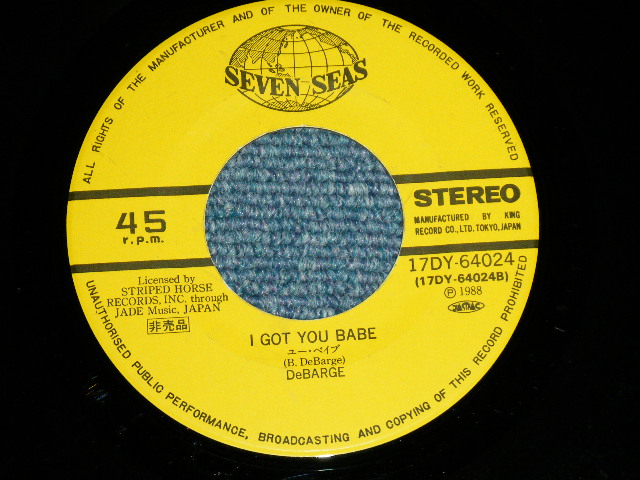 ALL RIGHTS OF THE MANUFACTURER AND OF THE OWNER OF THE RECORDED WORK RESERVED
SEVEN SEAS
45
r.p.m.
STEREO
MANUFACTURED BY KING
RECORD CO., LTD. TOKYO, JAPAN
17DY-64024
(17DY-64024B)
Ⓟ 1988
JASRAC
Licensed by
STRIPED HORSE
RECORDS, INC. through
JADE Music, JAPAN
非売品
I GOT YOU BABE
ユー・ベイブ
(B. DeBarge)
DeBARGE
UNAUTHORISED PUBLIC PERFORMANCE, BROADCASTING AND COPYING OF THIS RECORD PROHIBITED